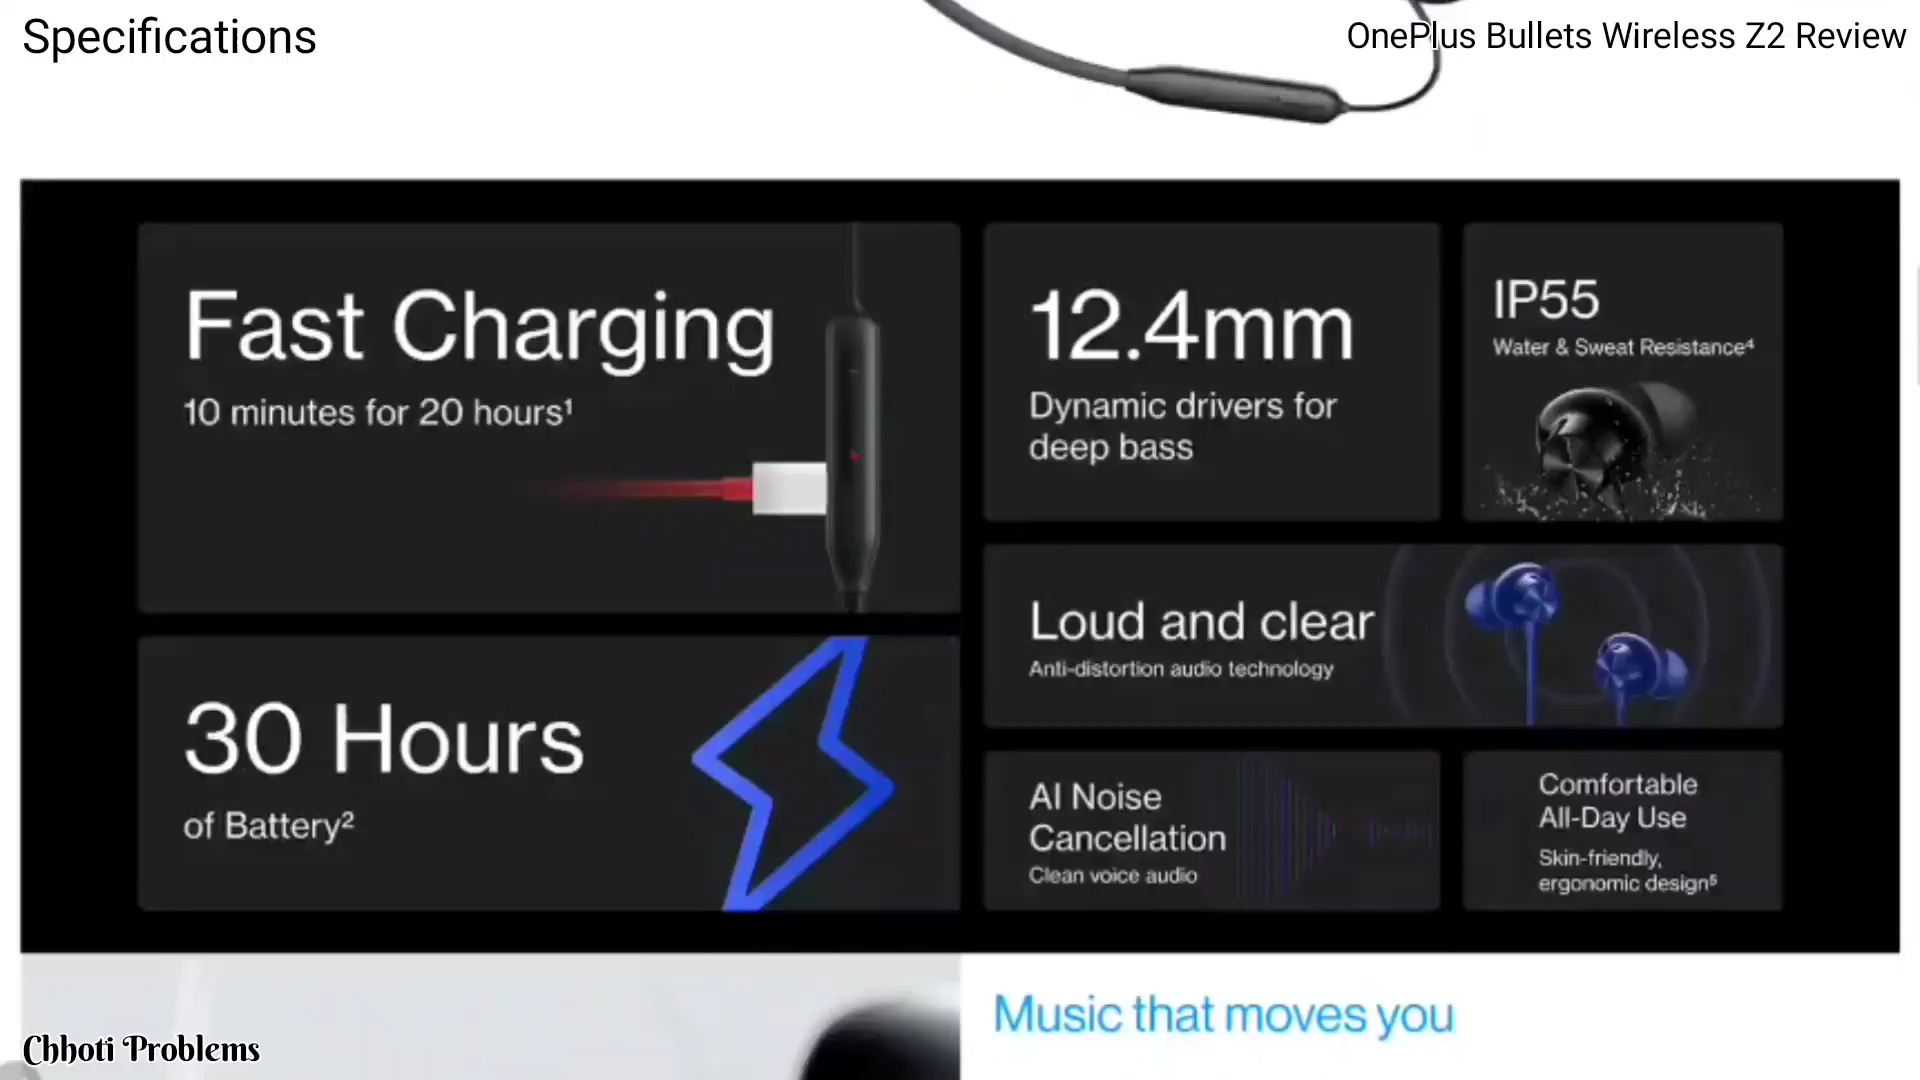 Specifications
OnePlus Bullets Wireless Z2 Review
Fast Charging
10 minutes for 20 hours¹
12.4mm
Dynamic drivers for
deep bass
IP55
Water & Sweat Resistance⁴
Loud and clear
Anti-distortion audio technology
30 Hours
of Battery²
AI Noise
Cancellation
Clean voice audio
Comfortable
All-Day Use
Skin-friendly,
ergonomic design⁵
Music that moves you
Chhoti Problems